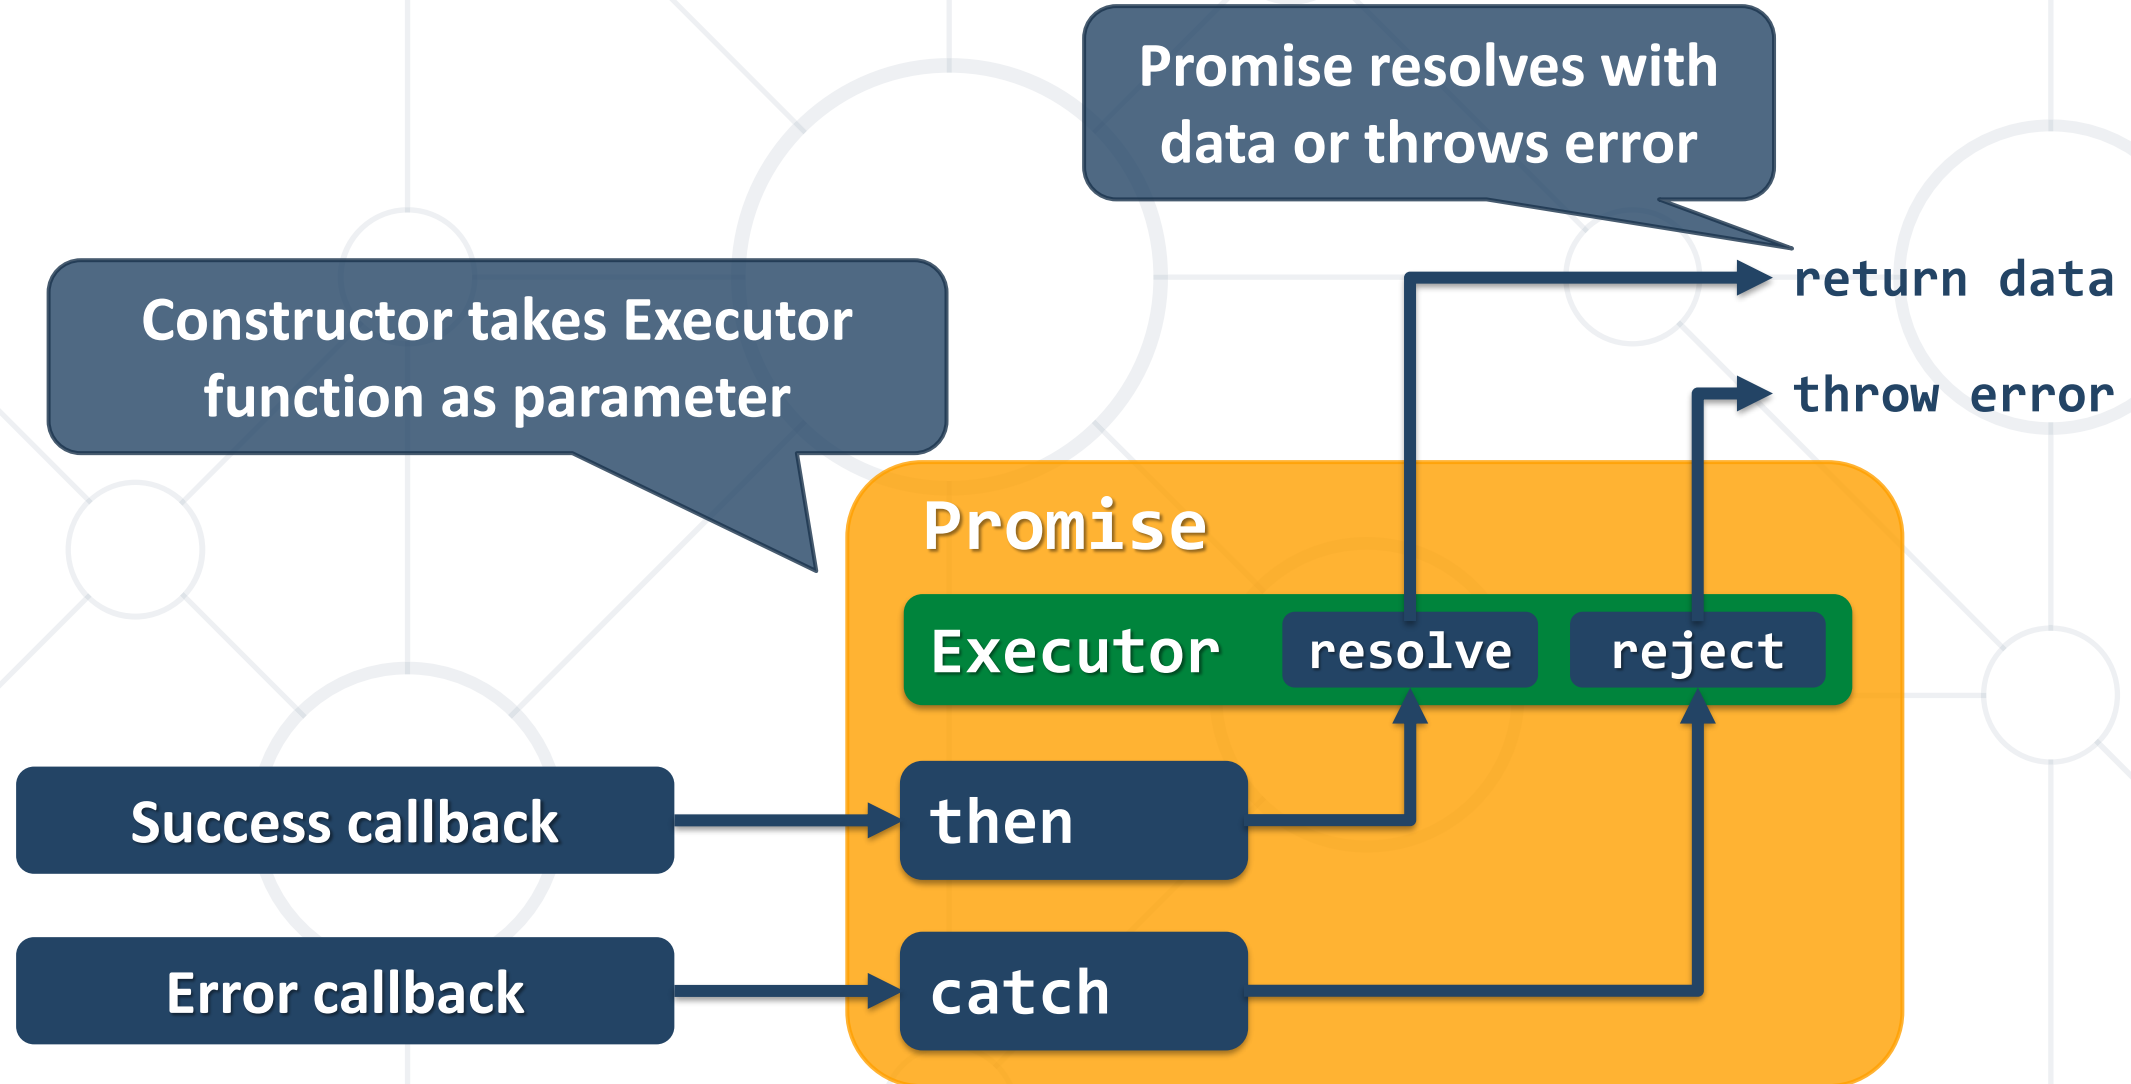 Promise resolves with
data or throws error
return data
Constructor takes Executor
function as parameter
throw error
Promise
Executor
resolve
reject
Success callback
then
Error callback
catch